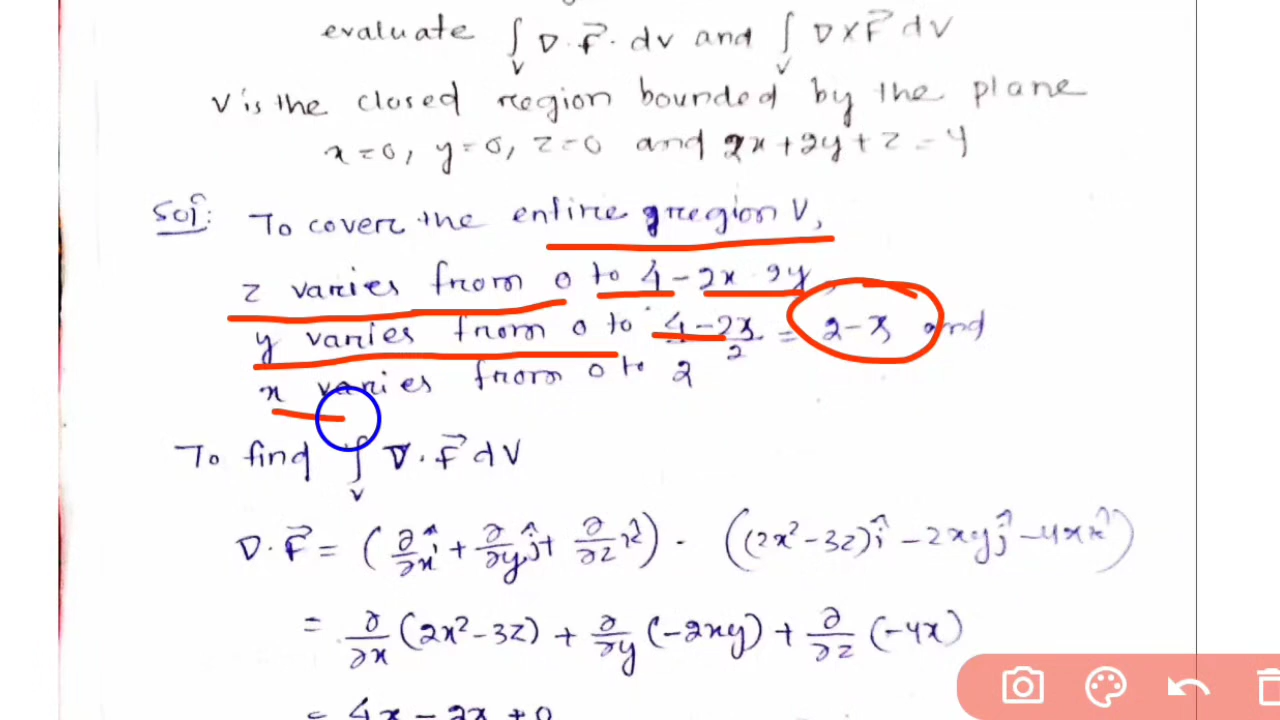 evaluate ∫_V ∇·F⃗·dv and ∫_V ∇×F⃗ dV
V is the closed region bounded by the plane
x=0, y=0, z=0 and 2x+2y+z=4
Sol: To cover the entire region V,
z varies from 0 to 4-2x-2y,
y varies from 0 to (4-2x)/2 = 2-x and
x varies from 0 to 2
To find ∫_V ∇·F⃗ dV
∇·F⃗ = (∂/∂x î + ∂/∂y ĵ + ∂/∂z k̂) · ((2x²-3z)î - 2xyĵ - 4xk̂)
= ∂/∂x (2x²-3z) + ∂/∂y (-2xy) + ∂/∂z (-4x)
= 4x - 2x + 0